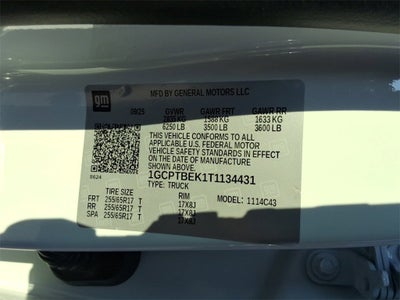 gm
MFD BY GENERAL MOTORS LLC
09/25 GVWR GAWR FRT GAWR RR
2835 KG 1588 KG 1633 KG
6250 LB 3500 LB 3600 LB
THIS VEHICLE CONFORMS TO ALL
APPLICABLE U.S. FEDERAL MOTOR
VEHICLE SAFETY STANDARDS IN
EFFECT ON THE DATE OF MANUFACTURE
SHOWN ABOVE.
1GCPTBEK1T1134431
8624 TYPE: TRUCK
TIRE SIZE RIM MODEL: 1114C43
FRT 255/65R17 T 17X8J
RR 255/65R17 T 17X8J
SPA 255/65R17 T 17X8J